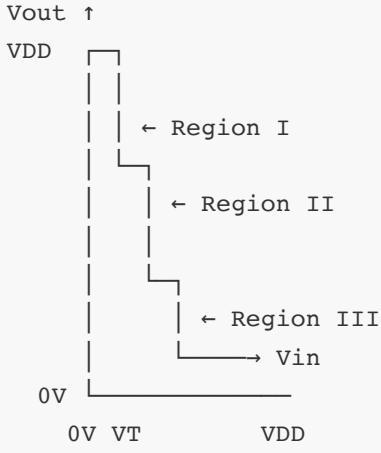 Vout ↑
VDD
← Region I
← Region II
← Region III
→ Vin
0V
0V VT VDD